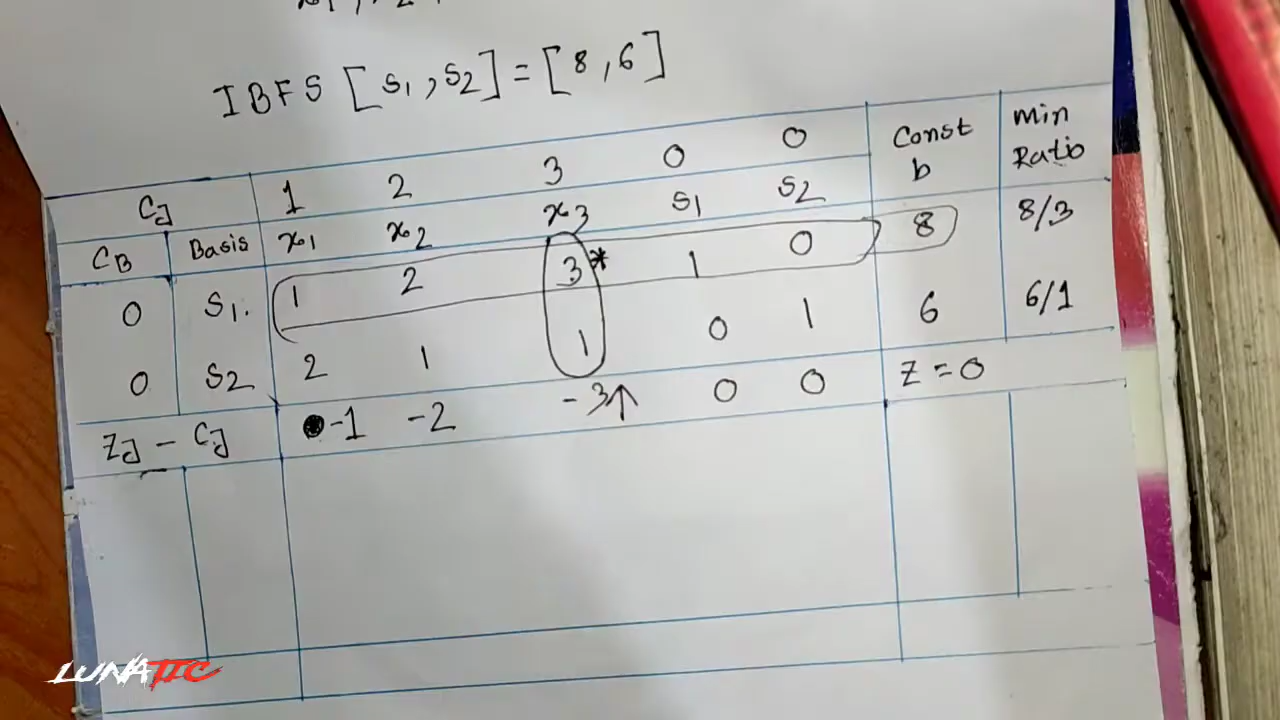 IBFS [S1, S2] = [8, 6]
CJ 1 2 3 0 0 Const b Min Ratio
CB Basis x1 x2 x3 S1 S2
0 S1. 1 2 3* 1 0 8 8/3
0 S2 2 1 1 0 1 6 6/1
ZJ - CJ -1 -2 -3↑ 0 0 Z = 0
LUNATIC